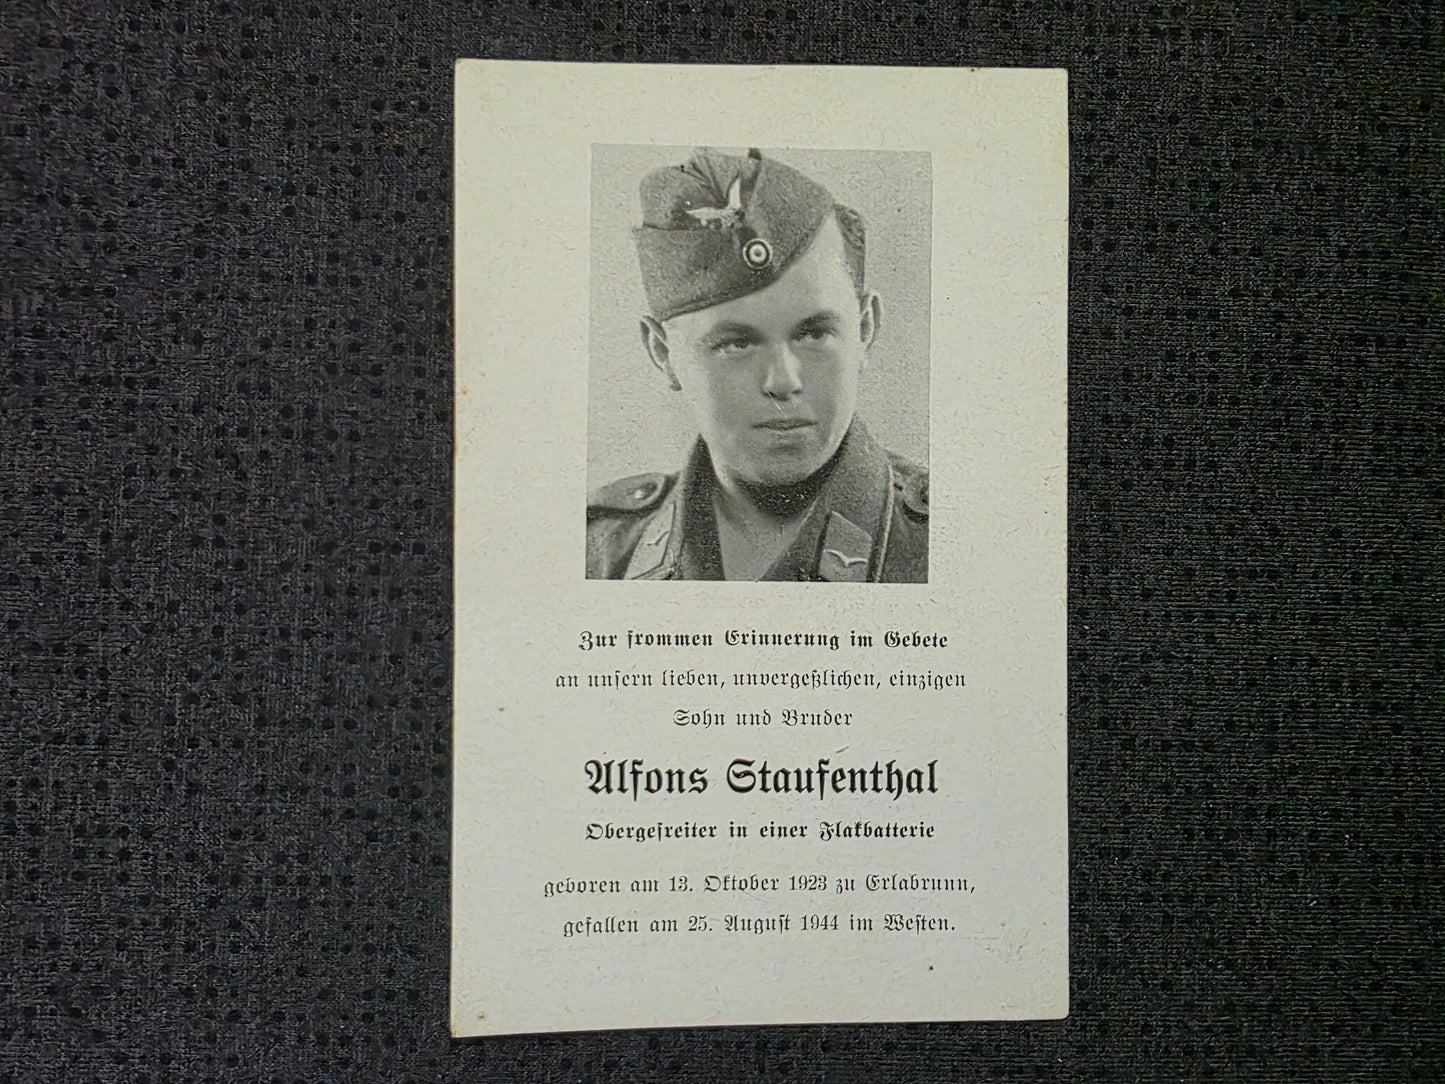 Zur frommen Erinnerung im Gebete
an unsern lieben, unvergeßlichen, einzigen
Sohn und Bruder
Alfons Staufenthal
Obergefreiter in einer Flakbatterie
geboren am 13. Oktober 1923 zu Erlabrunn,
gefallen am 25. August 1944 im Westen.